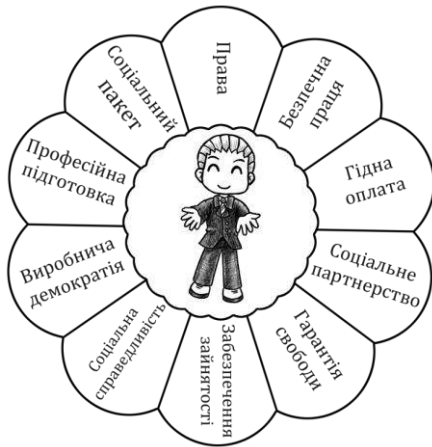 Права
Безпечна
праця
Гідна
оплата
Соціальне
партнерство
Гарантія
свободи
Забезпечення
зайнятості
Соціальна
справедливість
Виробнича
демократія
Професійна
підготовка
Соціальний
пакет